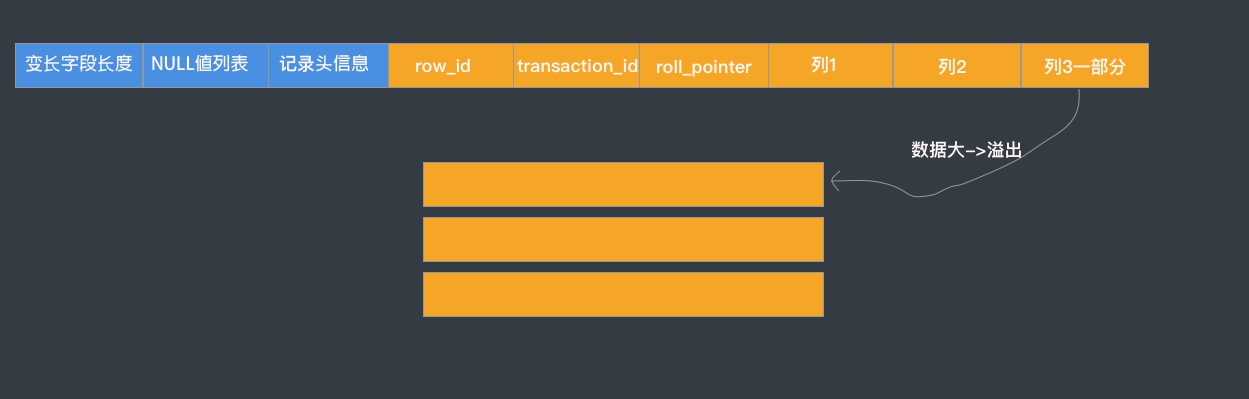 变长字段长度
NULL値列表
记录头信息
row_id
transaction_id
roll_pointer
列1
列2
列3一部分
数据大->溢出